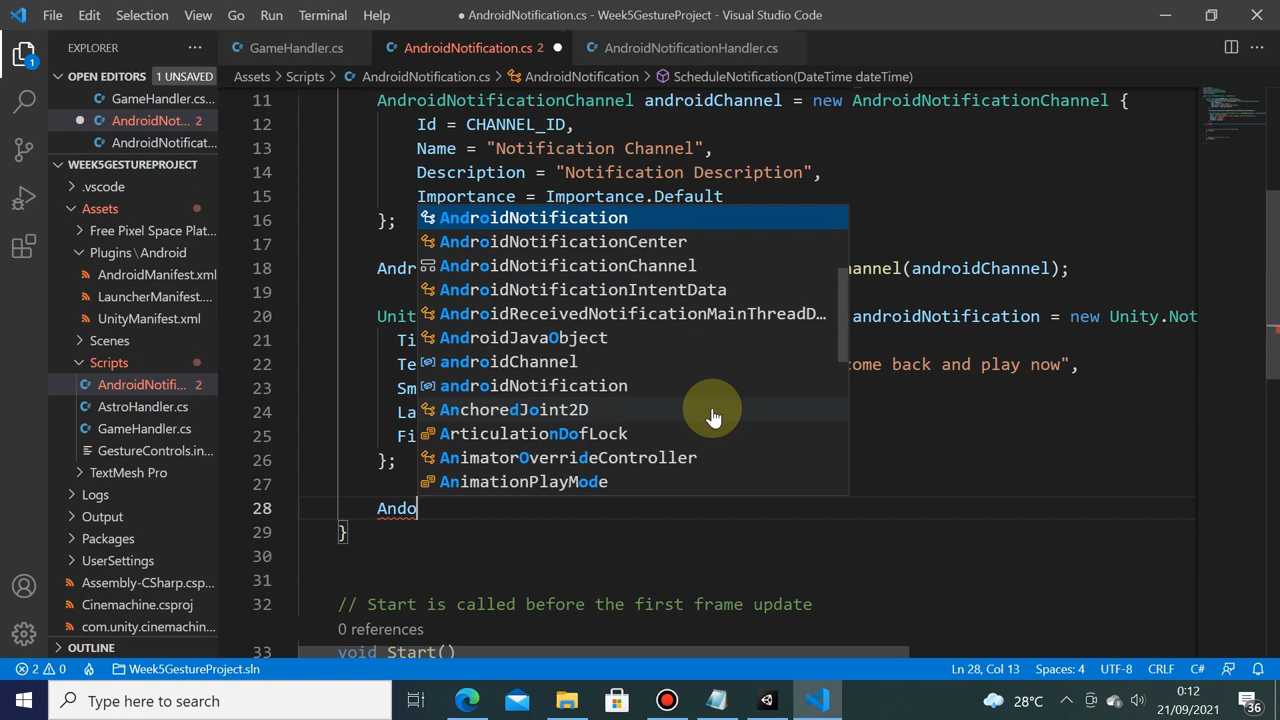 File Edit Selection View Go Run Terminal Help ● AndroidNotification.cs - Week5GestureProject - Visual Studio Code
EXPLORER ··· GameHandler.cs AndroidNotification.cs 2 ● AndroidNotificationHandler.cs ···
OPEN EDITORS 1 UNSAVED
Assets > Scripts > AndroidNotification.cs > AndroidNotification > ScheduleNotification(DateTime dateTime)
GameHandler.cs...
AndroidNot... 2
AndroidNotificat...
WEEK5GESTUREPROJECT
.vscode
Assets
Free Pixel Space Plat...
Plugins\Android
AndroidManifest.xml
LauncherManifest....
UnityManifest.xml
Scenes
Scripts
AndroidNotifi... 2
AstroHandler.cs
GameHandler.cs
GestureControls.in...
TextMesh Pro
Logs
Output
Packages
UserSettings
Assembly-CSharp.csp...
Cinemachine.csproj
com.unity.cinemachin...
OUTLINE
11 AndroidNotificationChannel androidChannel = new AndroidNotificationChannel {
12 Id = CHANNEL_ID,
13 Name = "Notification Channel",
14 Description = "Notification Description",
15 Importance = Importance.Default
16 };
17
18 Andr hannel(androidChannel);
19
20 Unit androidNotification = new Unity.Not
21 Ti
22 Te ome back and play now",
23 Sm
24 La
25 Fi
26 };
27
28 Ando
29 }
30
31
32 // Start is called before the first frame update
0 references
33 void Start()
AndroidNotification
AndroidNotificationCenter
AndroidNotificationChannel
AndroidNotificationIntentData
AndroidReceivedNotificationMainThreadD...
AndroidJavaObject
androidChannel
androidNotification
AnchoredJoint2D
ArticulationDofLock
AnimatorOverrideController
AnimationPlayMode
2 0 Week5GestureProject.sln Ln 28, Col 13 Spaces: 4 UTF-8 CRLF C#
Type here to search 28°C 0:12
21/09/2021 36